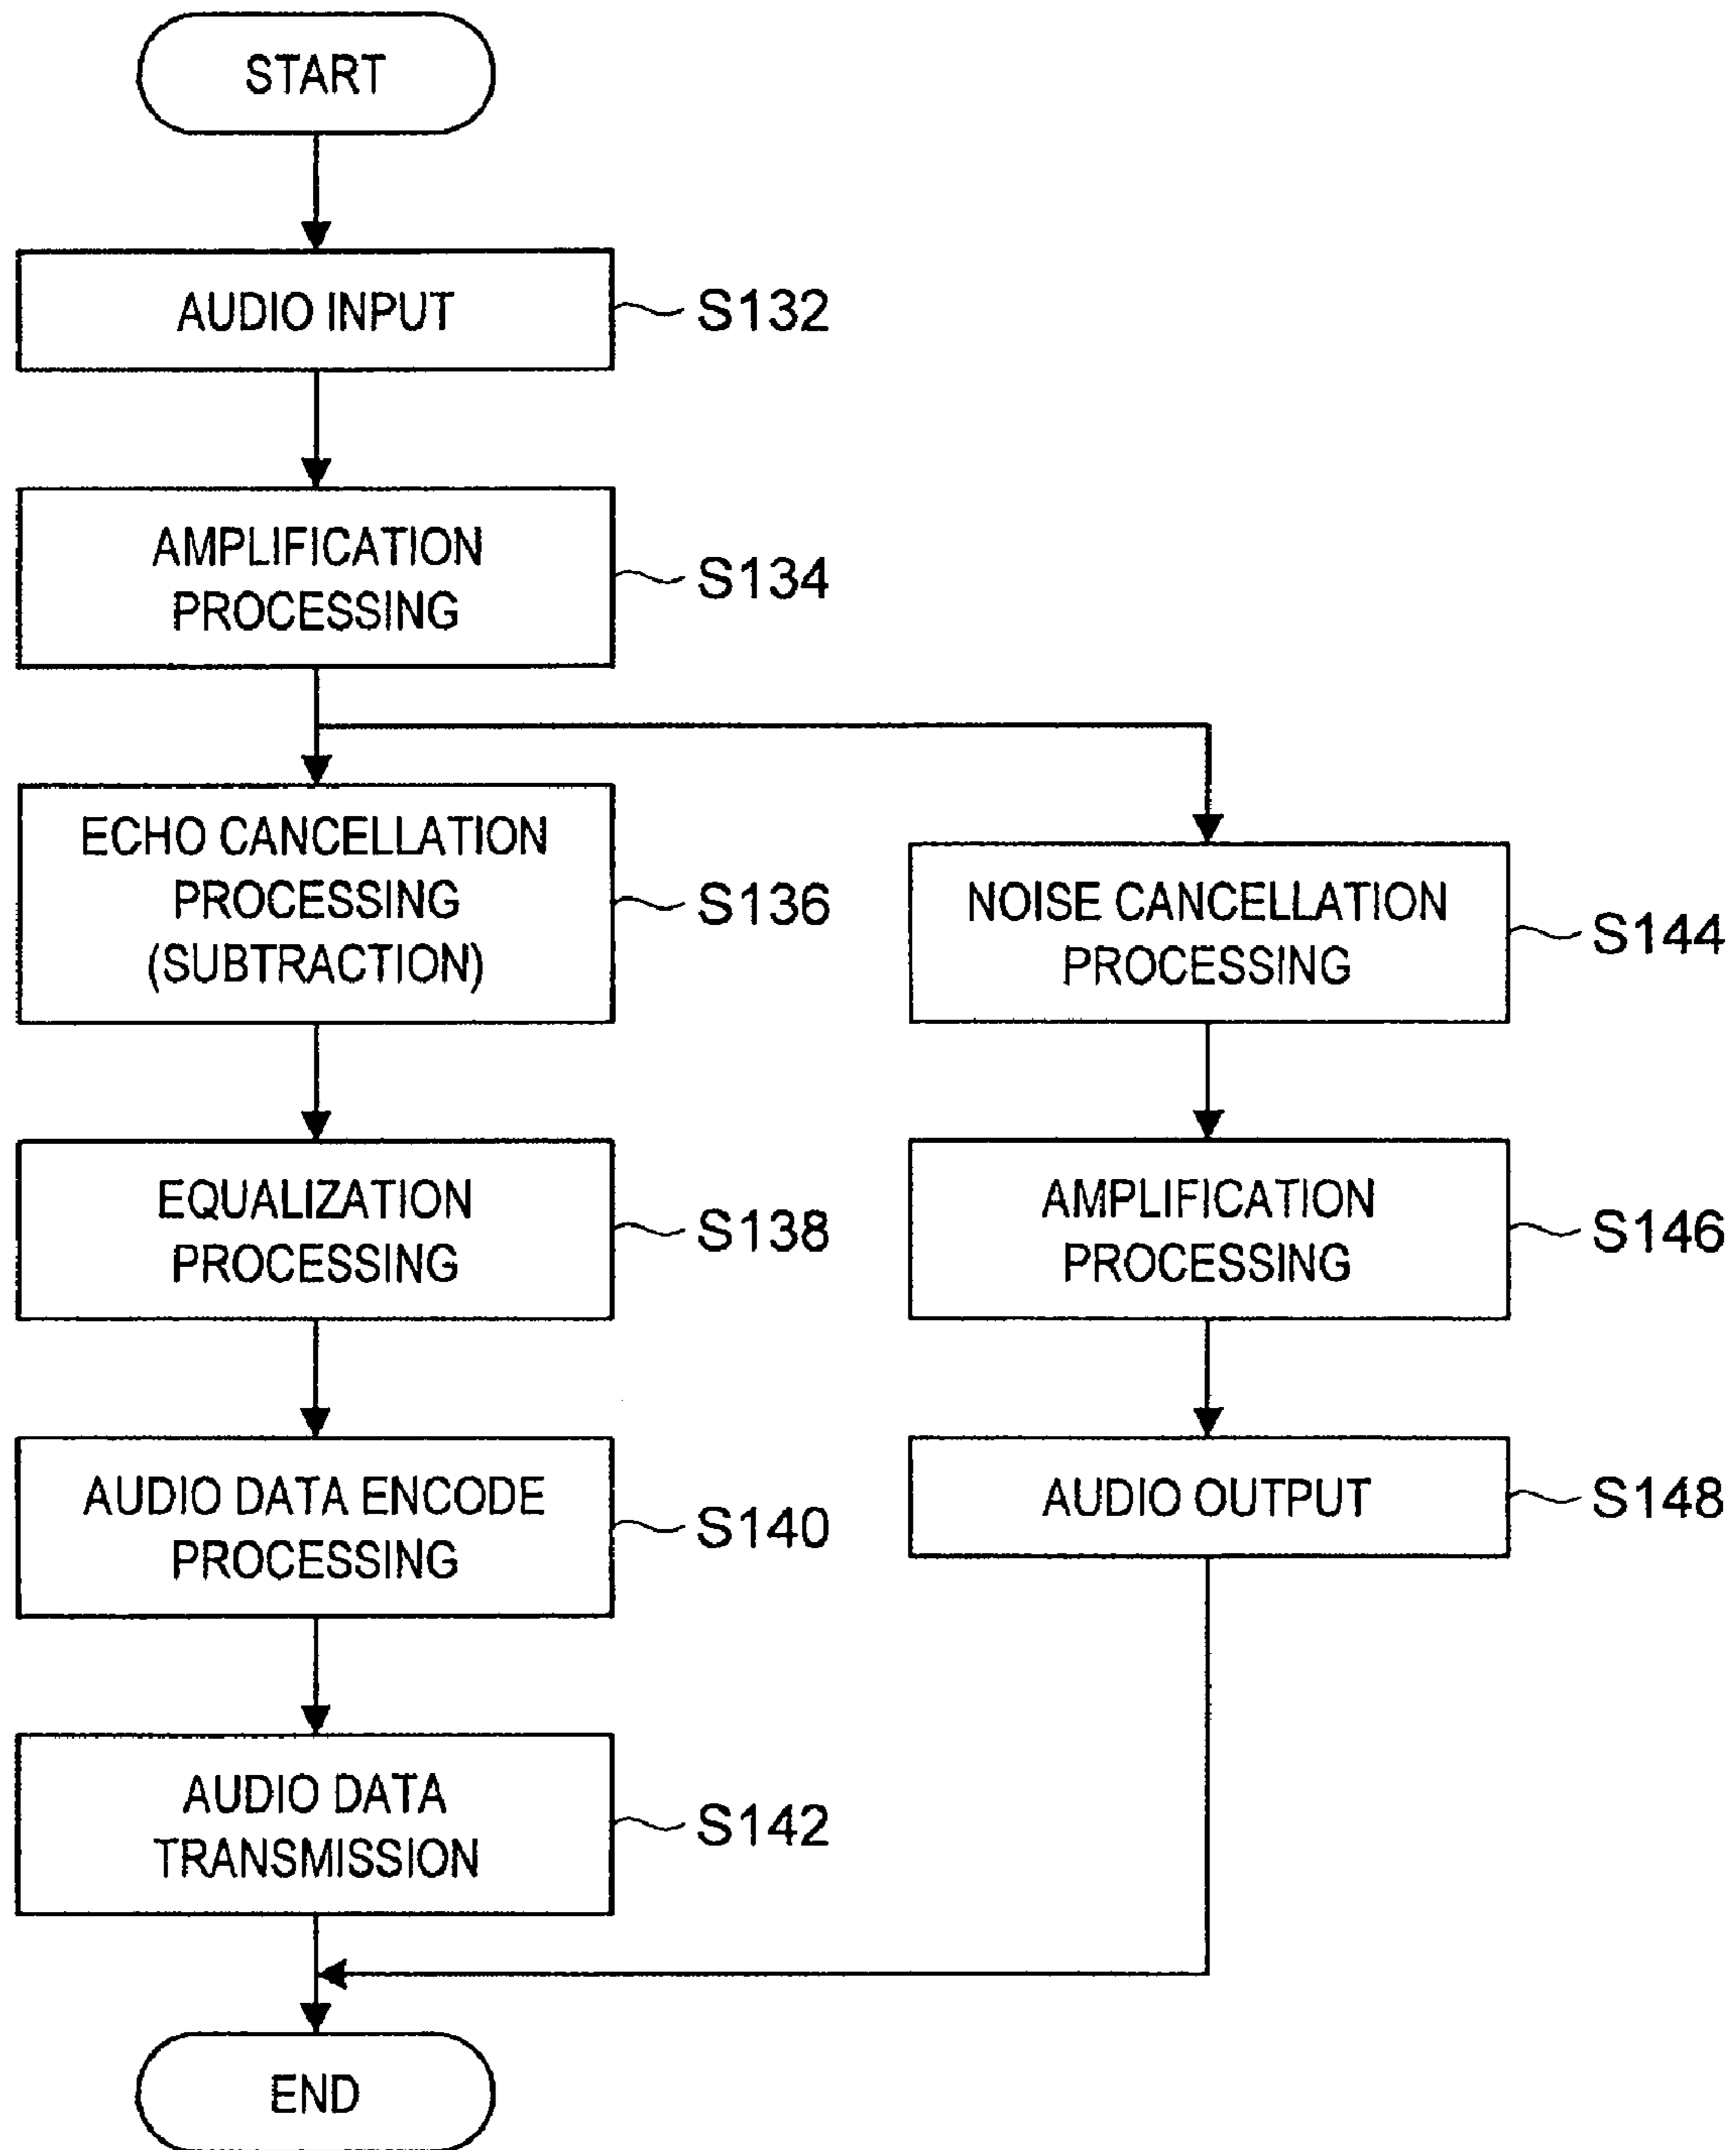 START
AUDIO INPUT
S132
AMPLIFICATION
PROCESSING
S134
ECHO CANCELLATION
PROCESSING
(SUBTRACTION)
S136
NOISE CANCELLATION
PROCESSING
S144
EQUALIZATION
PROCESSING
S138
AMPLIFICATION
PROCESSING
S146
AUDIO DATA ENCODE
PROCESSING
S140
AUDIO OUTPUT
S148
AUDIO DATA
TRANSMISSION
S142
END